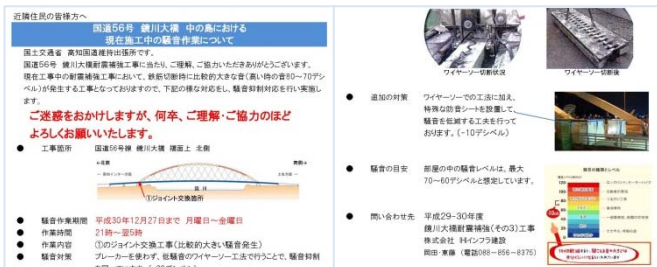 近隣住民の皆様方へ
国道56号 鏡川大橋 中の島における
現在施工中の騒音作業について
国土交通省 高知国道維持出張所です。
国道56号 鏡川大橋耐震補強工事に当たり、ご理解、ご協力いただきありがとうございます。
現在工事中の耐震補強工事において、鉄筋切断時に比較的大きな音(高い時の音60～70デシ
ベル)が発生する工事となっておりますので、下記の様な対応をし、騒音抑制対応を行い実施し
ます。
ご迷惑をおかけしますが、何卒、ご理解・ご協力のほど
よろしくお願いいたします。
● 工事箇所 国道56号線 鏡川大橋 橋面上 北側
①ジョイント交換箇所
● 騒音作業期間 平成30年12月27日まで 月曜日～金曜日
● 作業時間 21時～翌5時
● 作業内容 ①のジョイント交換工事(比較的大きい騒音発生)
● 騒音対策 ブレーカーを使わず、低騒音のワイヤーソー工法で行うことで、騒音抑制
ワイヤーソー切断状況
ワイヤーソー切断後
● 追加の対策 ワイヤーソーでの工法に加え、
特殊な防音シートを設置して、
騒音を低減する工夫を行って
おります。(-10デシベル)
● 騒音の目安 部屋の中の騒音レベルは、最大
70～60デシベルと想定しています。
● 問い合わせ先 平成29-30年度
鏡川大橋耐震補強(その3)工事
株式会社 IHIインフラ建設
岡田・東藤 (電話088-856-8375)